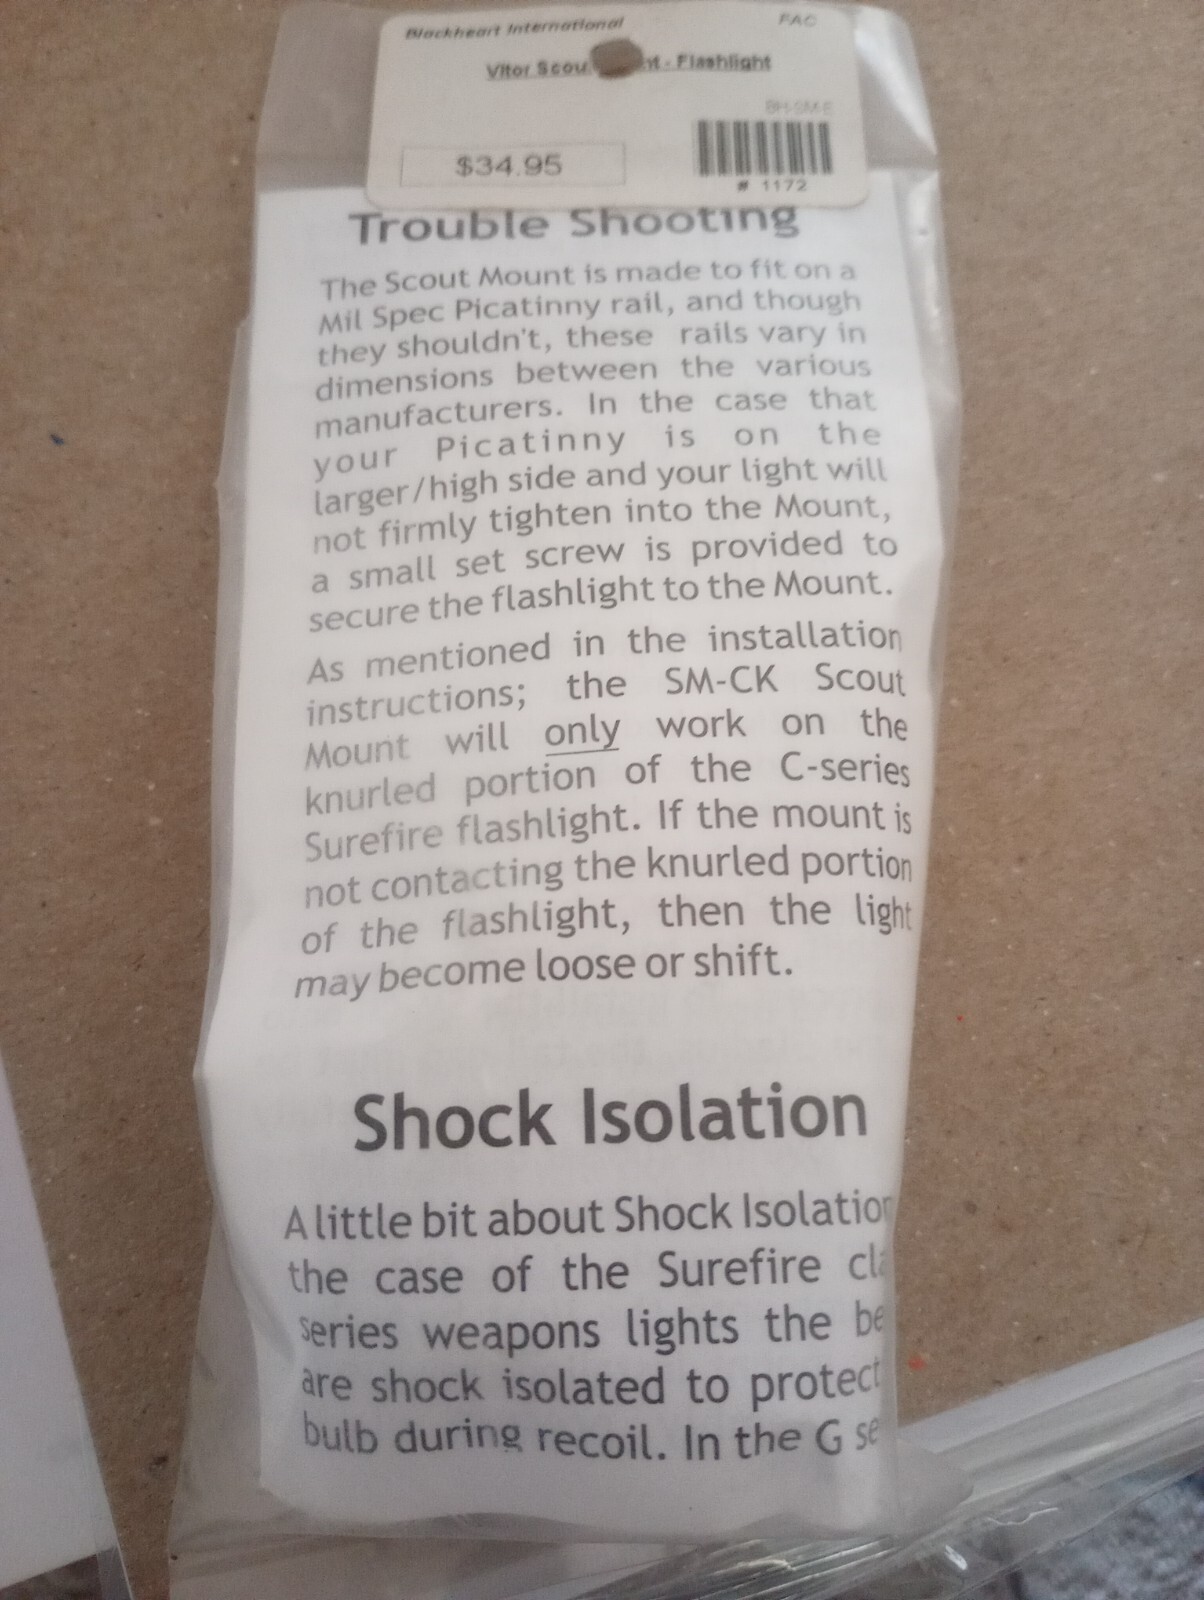 Blackheart International
FAC
Vltor Scou nt - Flashlight
BH-SM-E
$34.95
# 1172
Trouble Shooting
The Scout Mount is made to fit on a
Mil Spec Picatinny rail, and though
they shouldn't, these rails vary in
dimensions between the various
manufacturers. In the case that
your Picatinny is on the
larger/high side and your light will
not firmly tighten into the Mount,
a small set screw is provided to
secure the flashlight to the Mount.
As mentioned in the installation
instructions; the SM-CK Scout
Mount will only work on the
knurled portion of the C-series
Surefire flashlight. If the mount is
not contacting the knurled portion
of the flashlight, then the light
may become loose or shift.
Shock Isolation
A little bit about Shock Isolation
the case of the Surefire cla
series weapons lights the be
are shock isolated to protect
bulb during recoil. In the G se